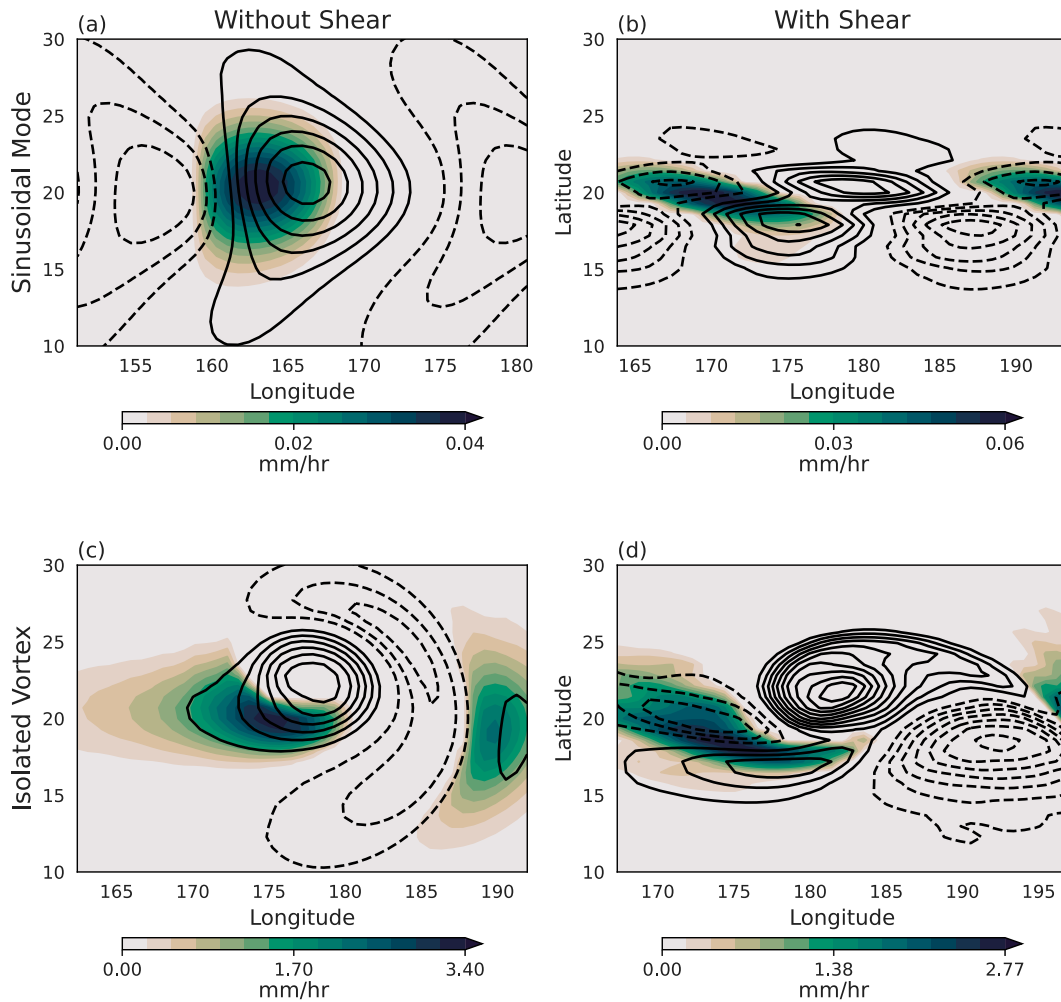 Without Shear
With Shear
(a)
(b)
Sinusoidal Mode
30
25
20
15
10
155 160 165 170 175 180
Longitude
0.00 0.02 0.04
mm/hr
Latitude
30
25
20
15
10
165 170 175 180 185 190
Longitude
0.00 0.03 0.06
mm/hr
(c)
Isolated Vortex
30
25
20
15
10
165 170 175 180 185 190
Longitude
0.00 1.70 3.40
mm/hr
(d)
Latitude
30
25
20
15
10
170 175 180 185 190 195
Longitude
0.00 1.38 2.77
mm/hr